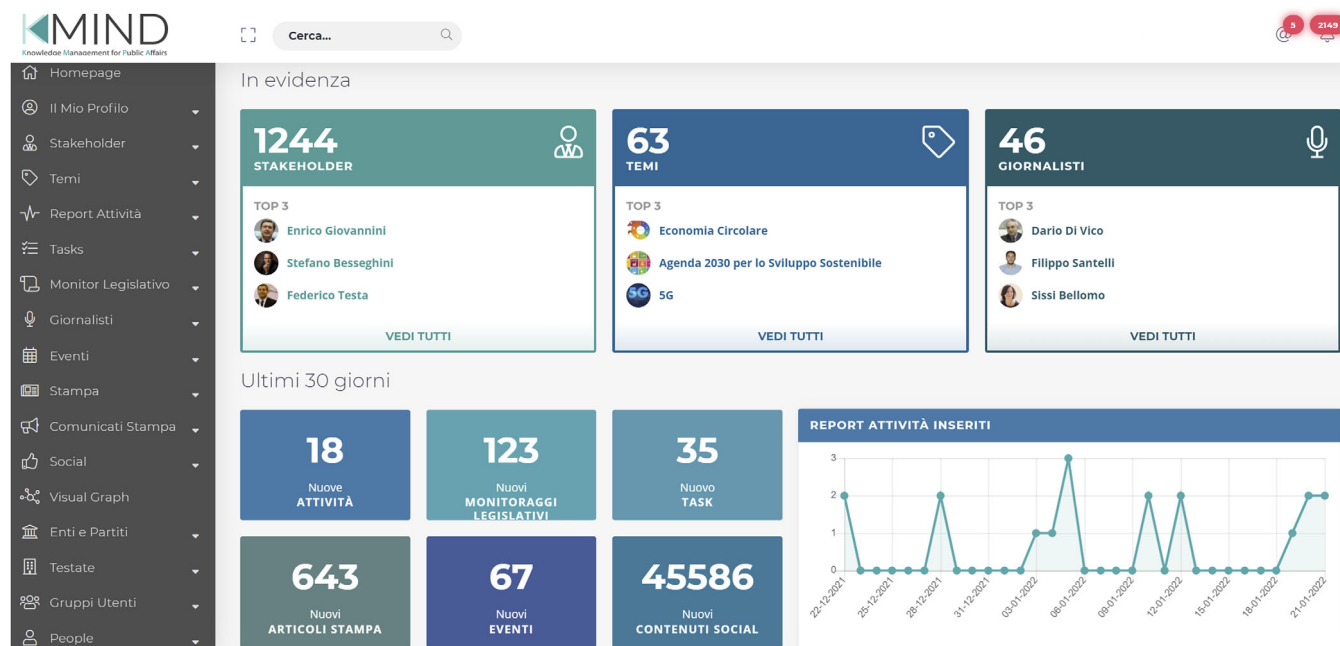 KMIND
Knowledge Management for Public Affairs
Cerca...
5
2149
Homepage
Il Mio Profilo
Stakeholder
Temi
Report Attività
Tasks
Monitor Legislativo
Giornalisti
Eventi
Stampa
Comunicati Stampa
Social
Visual Graph
Enti e Partiti
Testate
Gruppi Utenti
People
In evidenza
1244
STAKEHOLDER
TOP 3
Enrico Giovannini
Stefano Besseghini
Federico Testa
VEDI TUTTI
63
TEMI
TOP 3
Economia Circolare
Agenda 2030 per lo Sviluppo Sostenibile
5G
5G
VEDI TUTTI
46
GIORNALISTI
TOP 3
Dario Di Vico
Filippo Santelli
Sissi Bellomo
VEDI TUTTI
Ultimi 30 giorni
18
Nuove
ATTIVITÀ
123
Nuovi
MONITORAGGI
LEGISLATIVI
35
Nuovo
TASK
643
Nuovi
ARTICOLI STAMPA
67
Nuovi
EVENTI
45586
Nuovi
CONTENUTI SOCIAL
REPORT ATTIVITÀ INSERITI
3
2
1
0
22-12-2021
25-12-2021
28-12-2021
31-12-2021
03-01-2022
06-01-2022
09-01-2022
12-01-2022
15-01-2022
18-01-2022
21-01-2022